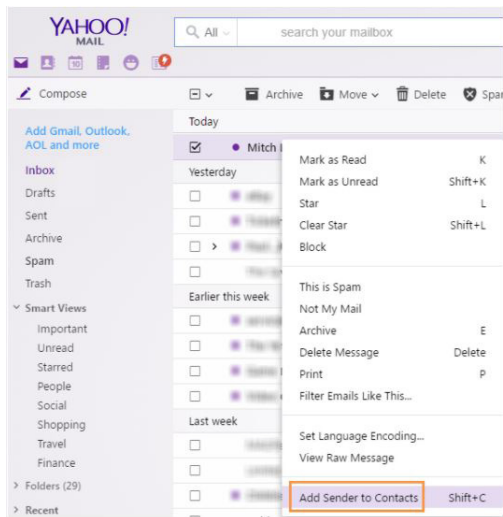 YAHOO!
MAIL
All
search your mailbox
10
Compose
Archive Move Delete
Add Gmail, Outlook,
AOL and more
Inbox
Drafts
Sent
Archive
Spam
Trash
Smart Views
Important
Unread
Starred
People
Social
Shopping
Travel
Finance
Folders (29)
Recent
Today
Mitch
Yesterday
Earlier this week
Last week
Mark as Read K
Mark as Unread Shift+K
Star L
Clear Star Shift+L
Block
This is Spam
Not My Mail
Archive E
Delete Message Delete
Print P
Filter Emails Like This...
Set Language Encoding...
View Raw Message
Add Sender to Contacts Shift+C